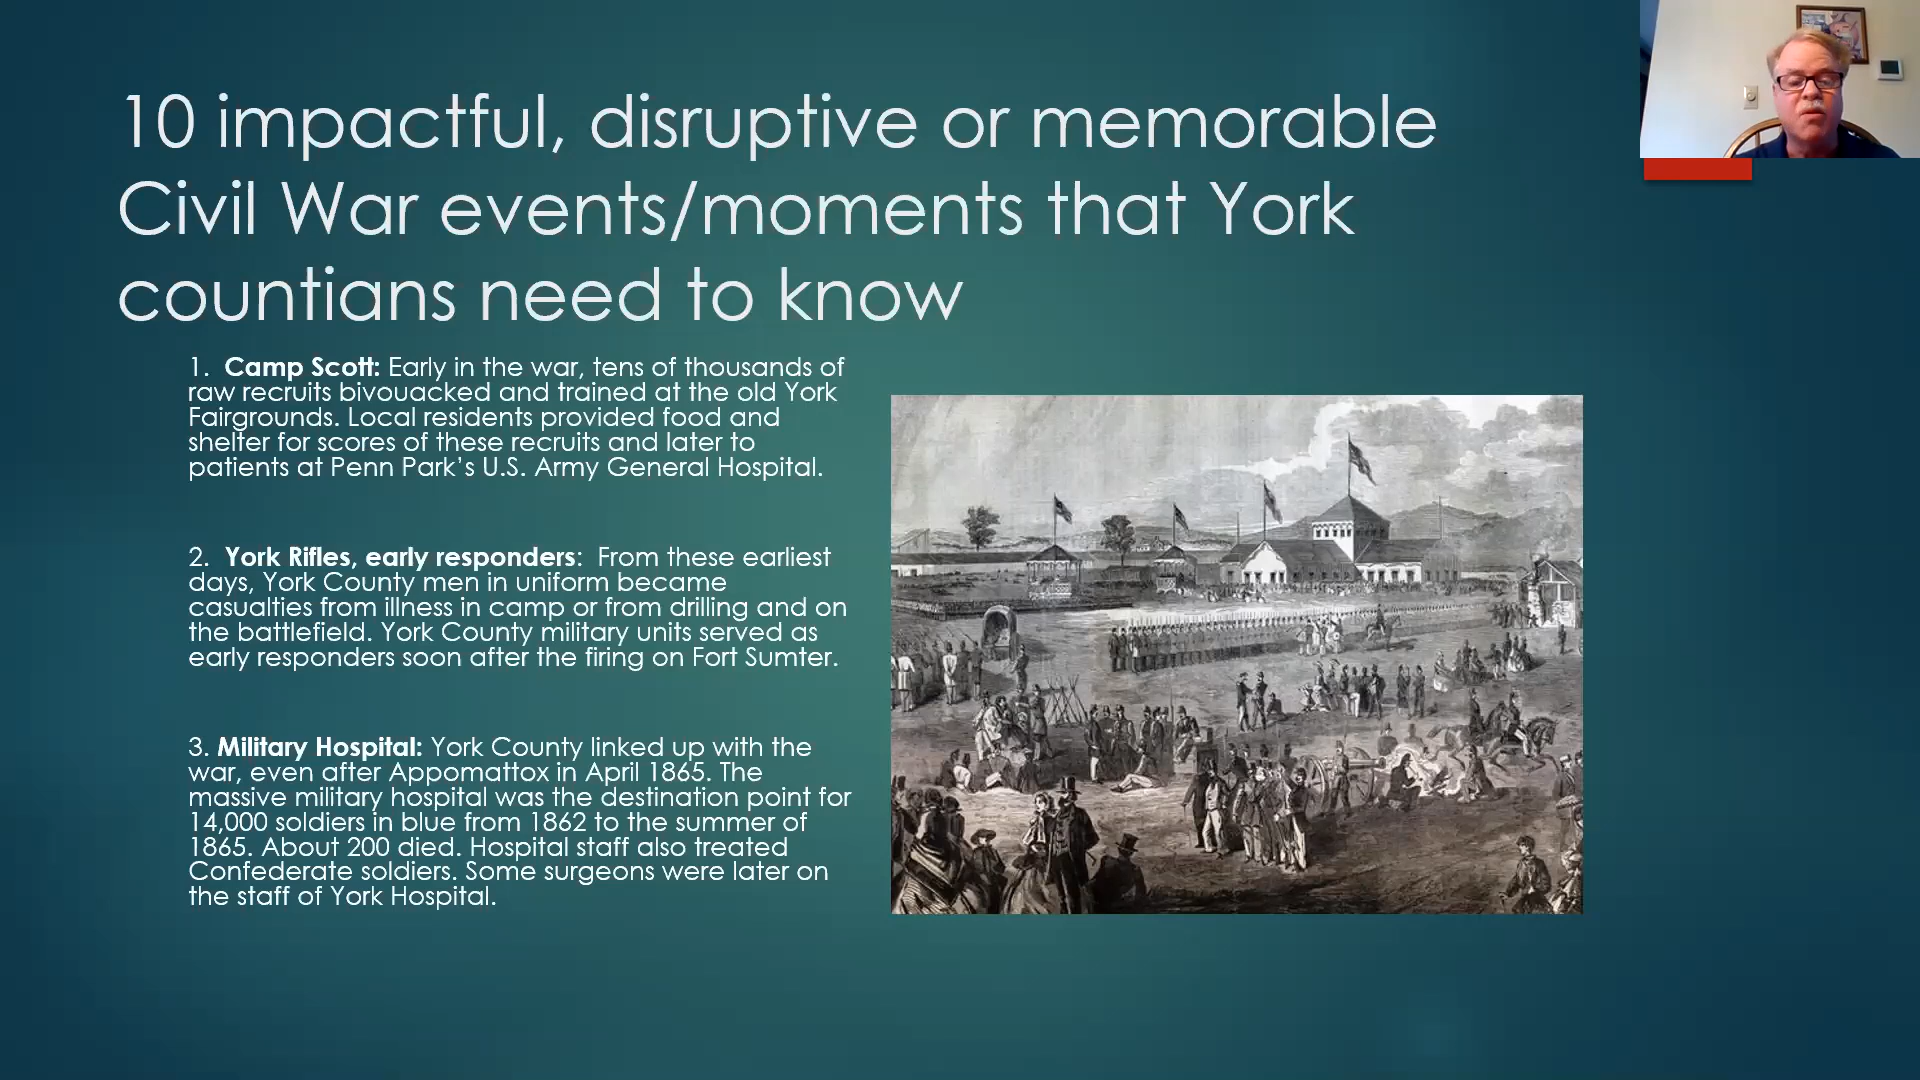 10 impactful, disruptive or memorable
Civil War events/moments that York
countians need to know
1. Camp Scott: Early in the war, tens of thousands of
raw recruits bivouacked and trained at the old York
Fairgrounds. Local residents provided food and
shelter for scores of these recruits and later to
patients at Penn Park’s U.S. Army General Hospital.
2. York Rifles, early responders: From these earliest
days, York County men in uniform became
casualties from illness in camp or from drilling and on
the battlefield. York County military units served as
early responders soon after the firing on Fort Sumter.
3. Military Hospital: York County linked up with the
war, even after Appomattox in April 1865. The
massive military hospital was the destination point for
14,000 soldiers in blue from 1862 to the summer of
1865. About 200 died. Hospital staff also treated
Confederate soldiers. Some surgeons were later on
the staff of York Hospital.